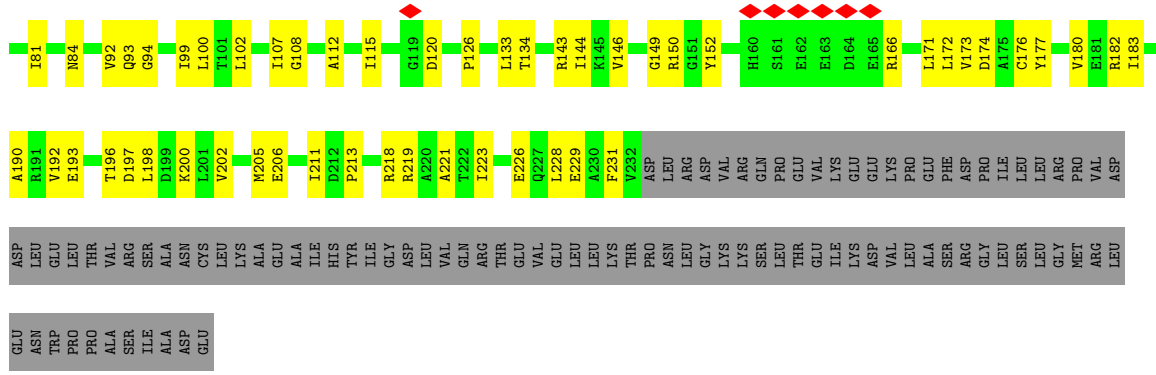 I81 N84 V92 Q93 G94 I99 L100 T101 L102 I107 G108 A112 I115 G119 D120 P126 L133 T134 R143 I144 K145 V146 G149 R150 G151 Y152 H160 S161 E162 E163 D164 E165 R166 L171 L172 V173 D174 A175 C176 Y177 V180 E181 R182 I183
A190 R191 V192 E193 T196 D197 L198 D199 K200 L201 V202 M205 E206 I211 D212 P213 R218 R219 A220 A221 T222 I223 E226 Q227 L228 E229 A230 F231 V232 ASP LEU ARG ASP VAL ARG GLN PRO GLU VAL LYS GLU GLU LYS PRO GLU PHE ASP PRO ILE LEU LEU ARG PRO VAL ASP
ASP LEU GLU LEU THR VAL ARG SER ALA ASN CYS LEU LYS ALA GLU ALA ILE HIS TYR ILE GLY ASP LEU VAL GLN ARG THR GLU VAL GLU LEU LEU LYS THR PRO ASN LEU GLY LYS LYS SER LEU THR GLU ILE LYS ASP VAL LEU ALA SER ARG GLY LEU SER LEU GLY MET ARG LEU
GLU ASN TRP PRO PRO ALA SER ILE ALA ASP GLU